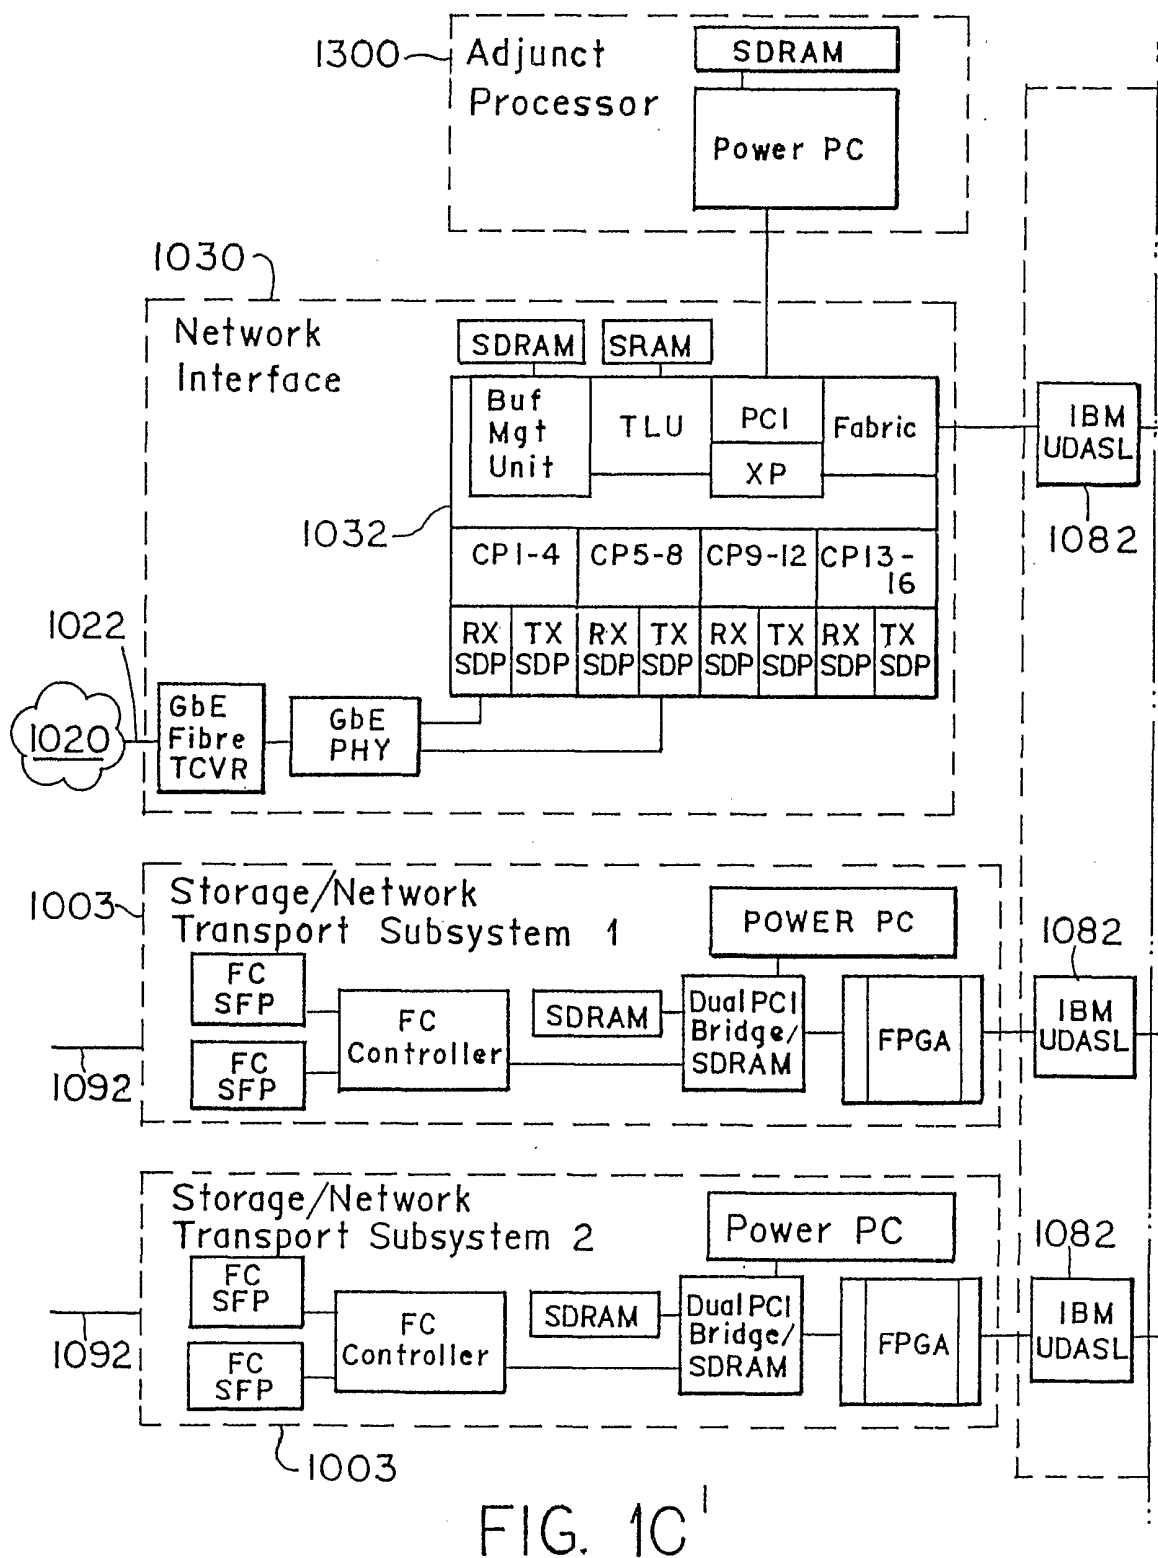 1300
Adjunct
Processor
SDRAM
Power PC
1030
Network
Interface
SDRAM
SRAM
Buf
Mgt
Unit
TLU
PCI
XP
Fabric
IBM
UDASL
1082
1032
CP1-4
CP5-8
CP9-12
CP13-
16
RX
SDP
TX
SDP
RX
SDP
TX
SDP
RX
SDP
TX
SDP
RX
SDP
TX
SDP
1022
1020
GbE
Fibre
TCVR
GbE
PHY
1003
Storage/Network
Transport Subsystem 1
POWER PC
1082
FC
SFP
FC
SFP
FC
Controller
SDRAM
Dual PCI
Bridge/
SDRAM
FPGA
IBM
UDASL
1092
Storage/Network
Transport Subsystem 2
Power PC
1082
FC
SFP
FC
SFP
FC
Controller
SDRAM
Dual PCI
Bridge/
SDRAM
FPGA
IBM
UDASL
1092
1003
FIG. 1C'